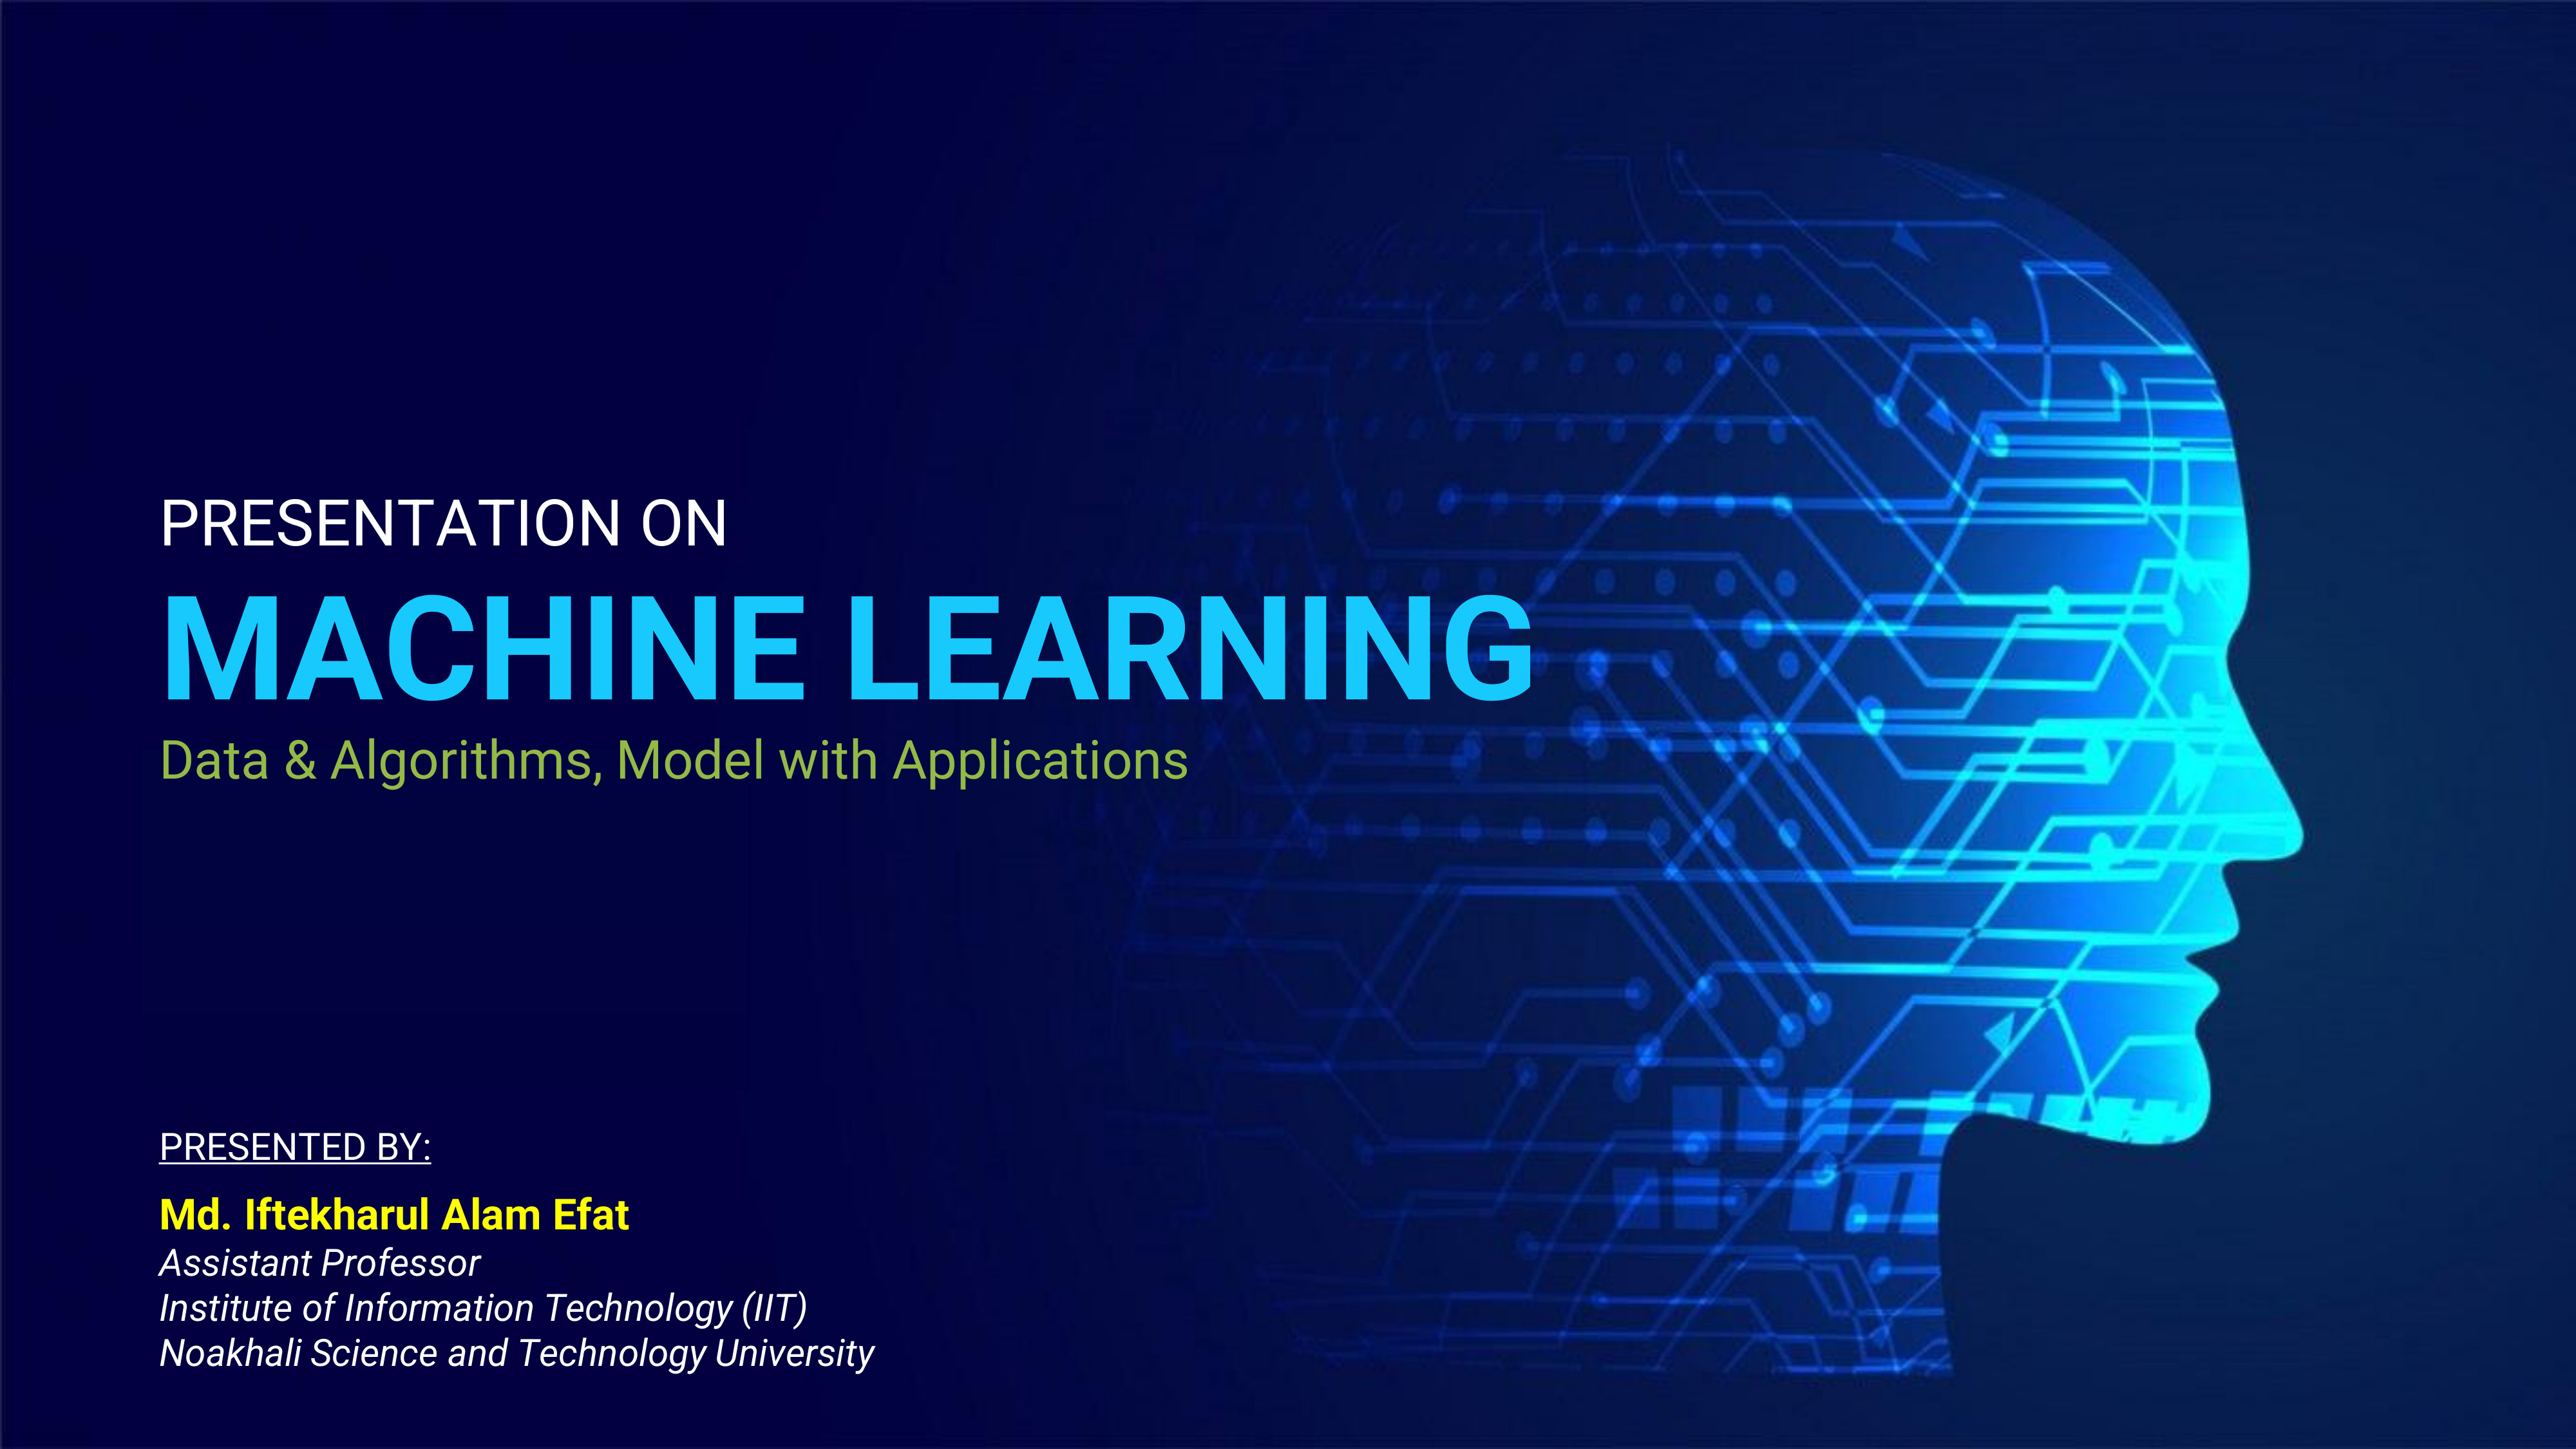 PRESENTATION ON
MACHINE LEARNING
Data & Algorithms, Model with Applications
PRESENTED BY:
Md. Iftekharul Alam Efat
Assistant Professor
Institute of Information Technology (IIT)
Noakhali Science and Technology University